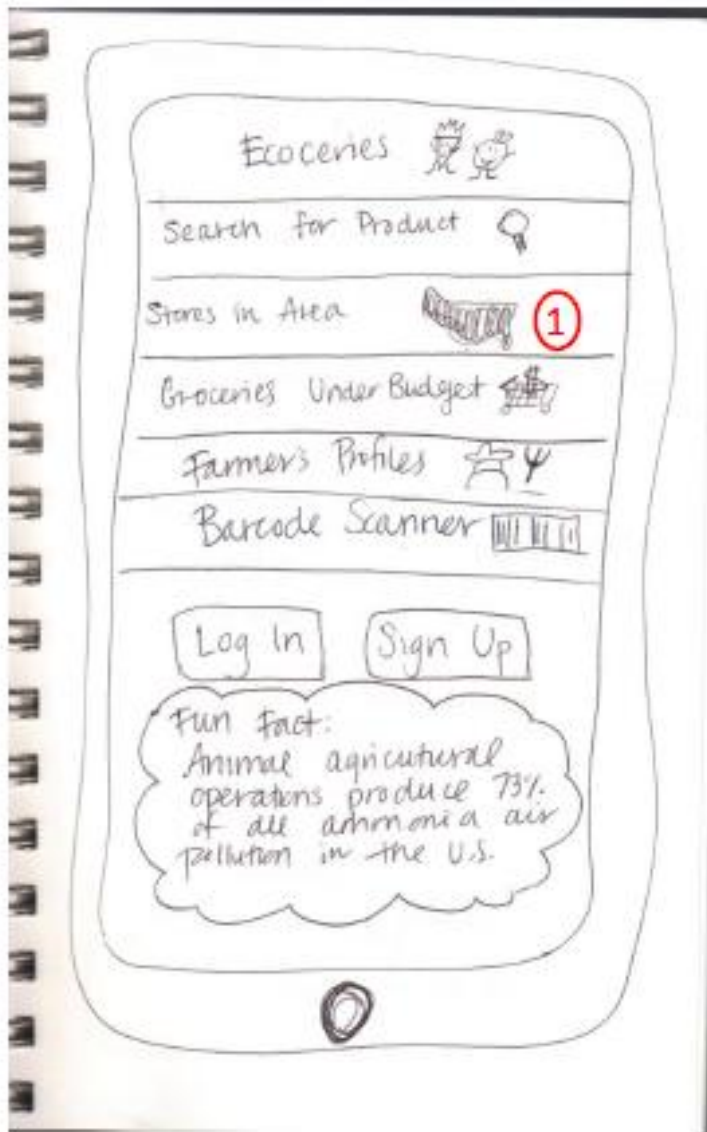 Ecoceries
Search for Product
Stores in Area
1
Groceries Under Budget
Farmer's Profiles
Barcode Scanner
Log In
Sign Up
Fun Fact:
Animal agricutural
operations produce 73%
of all ammonia air
pollution in the U.S.